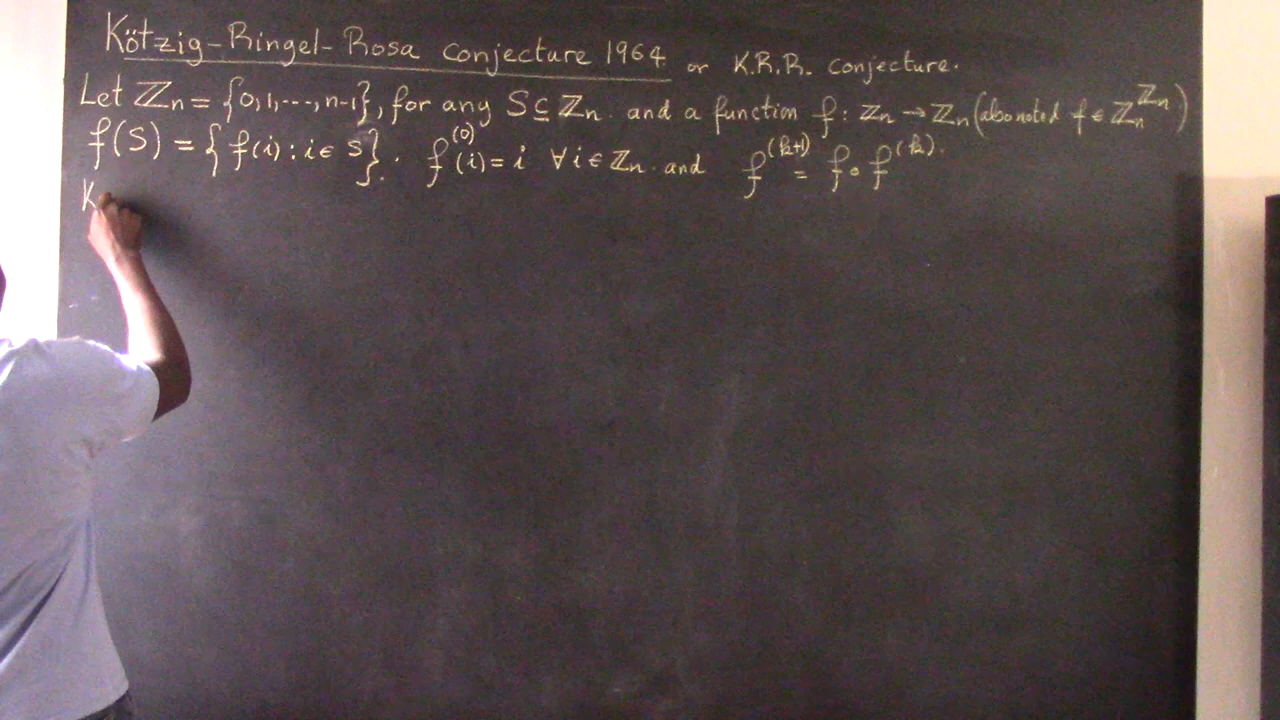 Kötzig-Ringel-Rosa conjecture 1964 or K.R.R. conjecture.
Let ℤn = {0,1,---,n-1}, for any S ⊆ ℤn. and a function f: ℤn → ℤn (also noted f ∈ ℤn^ℤn)
f(S) = {f(i) : i ∈ S}. f^(0)(i) = i ∀ i ∈ ℤn. and f^(k+1) = f∘f^(k).
K